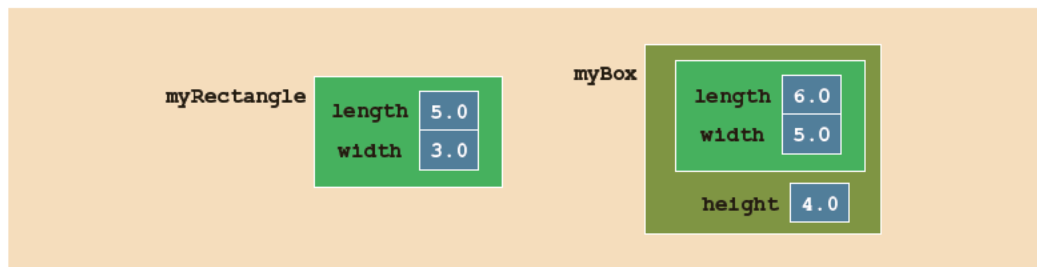 myRectangle
length 5.0
width 3.0
myBox
length 6.0
width 5.0
height 4.0